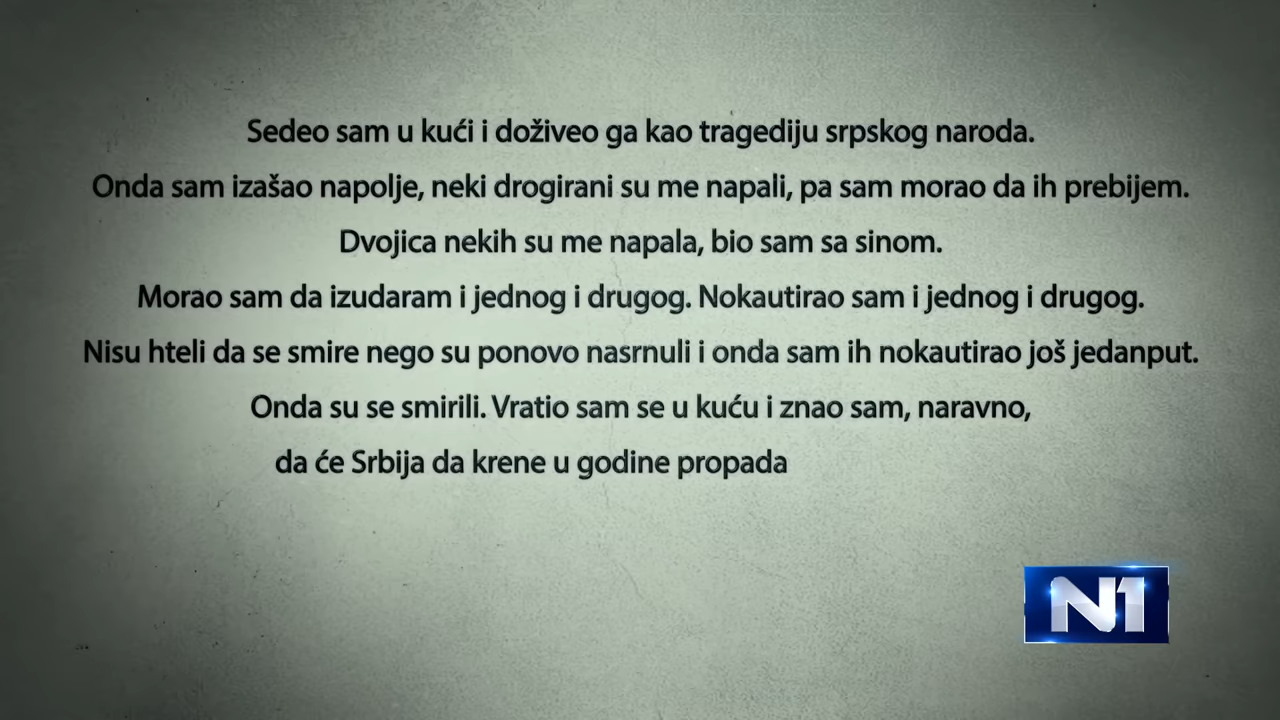 Sedeo sam u kući i doživeo ga kao tragediju srpskog naroda.
Onda sam izašao napolje, neki drogirani su me napali, pa sam morao da ih prebijem.
Dvojica nekih su me napala, bio sam sa sinom.
Morao sam da izudaram i jednog i drugog. Nokautirao sam i jednog i drugog.
Nisu hteli da se smire nego su ponovo nasrnuli i onda sam ih nokautirao još jedanput.
Onda su se smirili. Vratio sam se u kuću i znao sam, naravno,
da će Srbija da krene u godine propada
N1